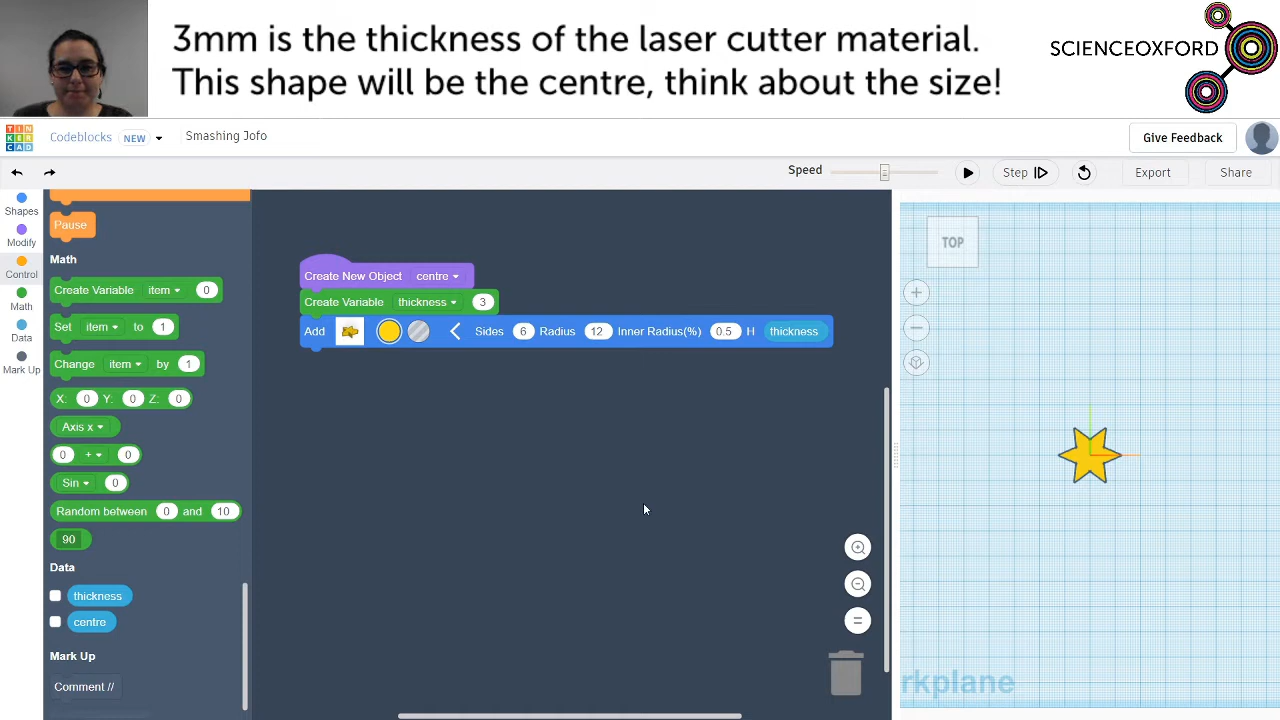 3mm is the thickness of the laser cutter material.
This shape will be the centre, think about the size!
SCIENCEOXFORD
TIN
KER
CAD
Codeblocks NEW
Smashing Jofo
Give Feedback
Speed
Step
Export
Share
Shapes
Modify
Control
Math
Data
Mark Up
Pause
Math
Create Variable item 0
Set item to 1
Change item by 1
X: 0 Y: 0 Z: 0
Axis x
0 + 0
Sin 0
Random between 0 and 10
90
Data
thickness
centre
Mark Up
Comment //
Create New Object centre
Create Variable thickness 3
Add Sides 6 Radius 12 Inner Radius(%) 0.5 H thickness
TOP
rkplane